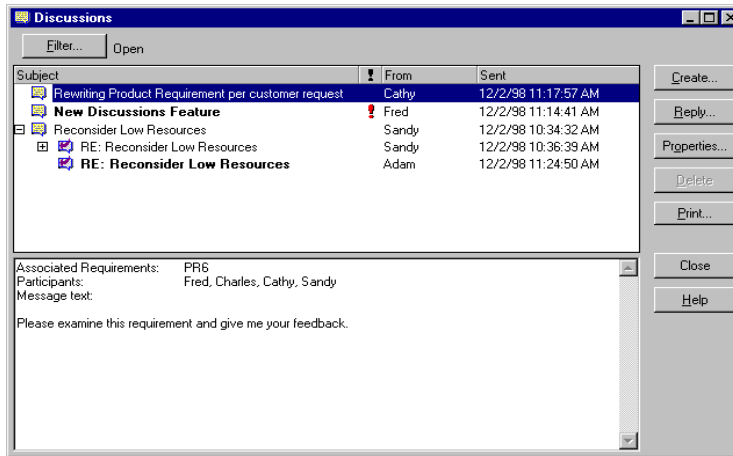 Discussions
Filter... Open
Subject ! From Sent
Rewriting Product Requirement per customer request Cathy 12/2/98 11:17:57 AM
New Discussions Feature ! Fred 12/2/98 11:14:41 AM
Reconsider Low Resources Sandy 12/2/98 10:34:32 AM
RE: Reconsider Low Resources Sandy 12/2/98 10:36:39 AM
RE: Reconsider Low Resources Adam 12/2/98 11:24:50 AM
Create...
Reply...
Properties...
Delete
Print...
Close
Help
Associated Requirements: PR6
Participants: Fred, Charles, Cathy, Sandy
Message text:
Please examine this requirement and give me your feedback.